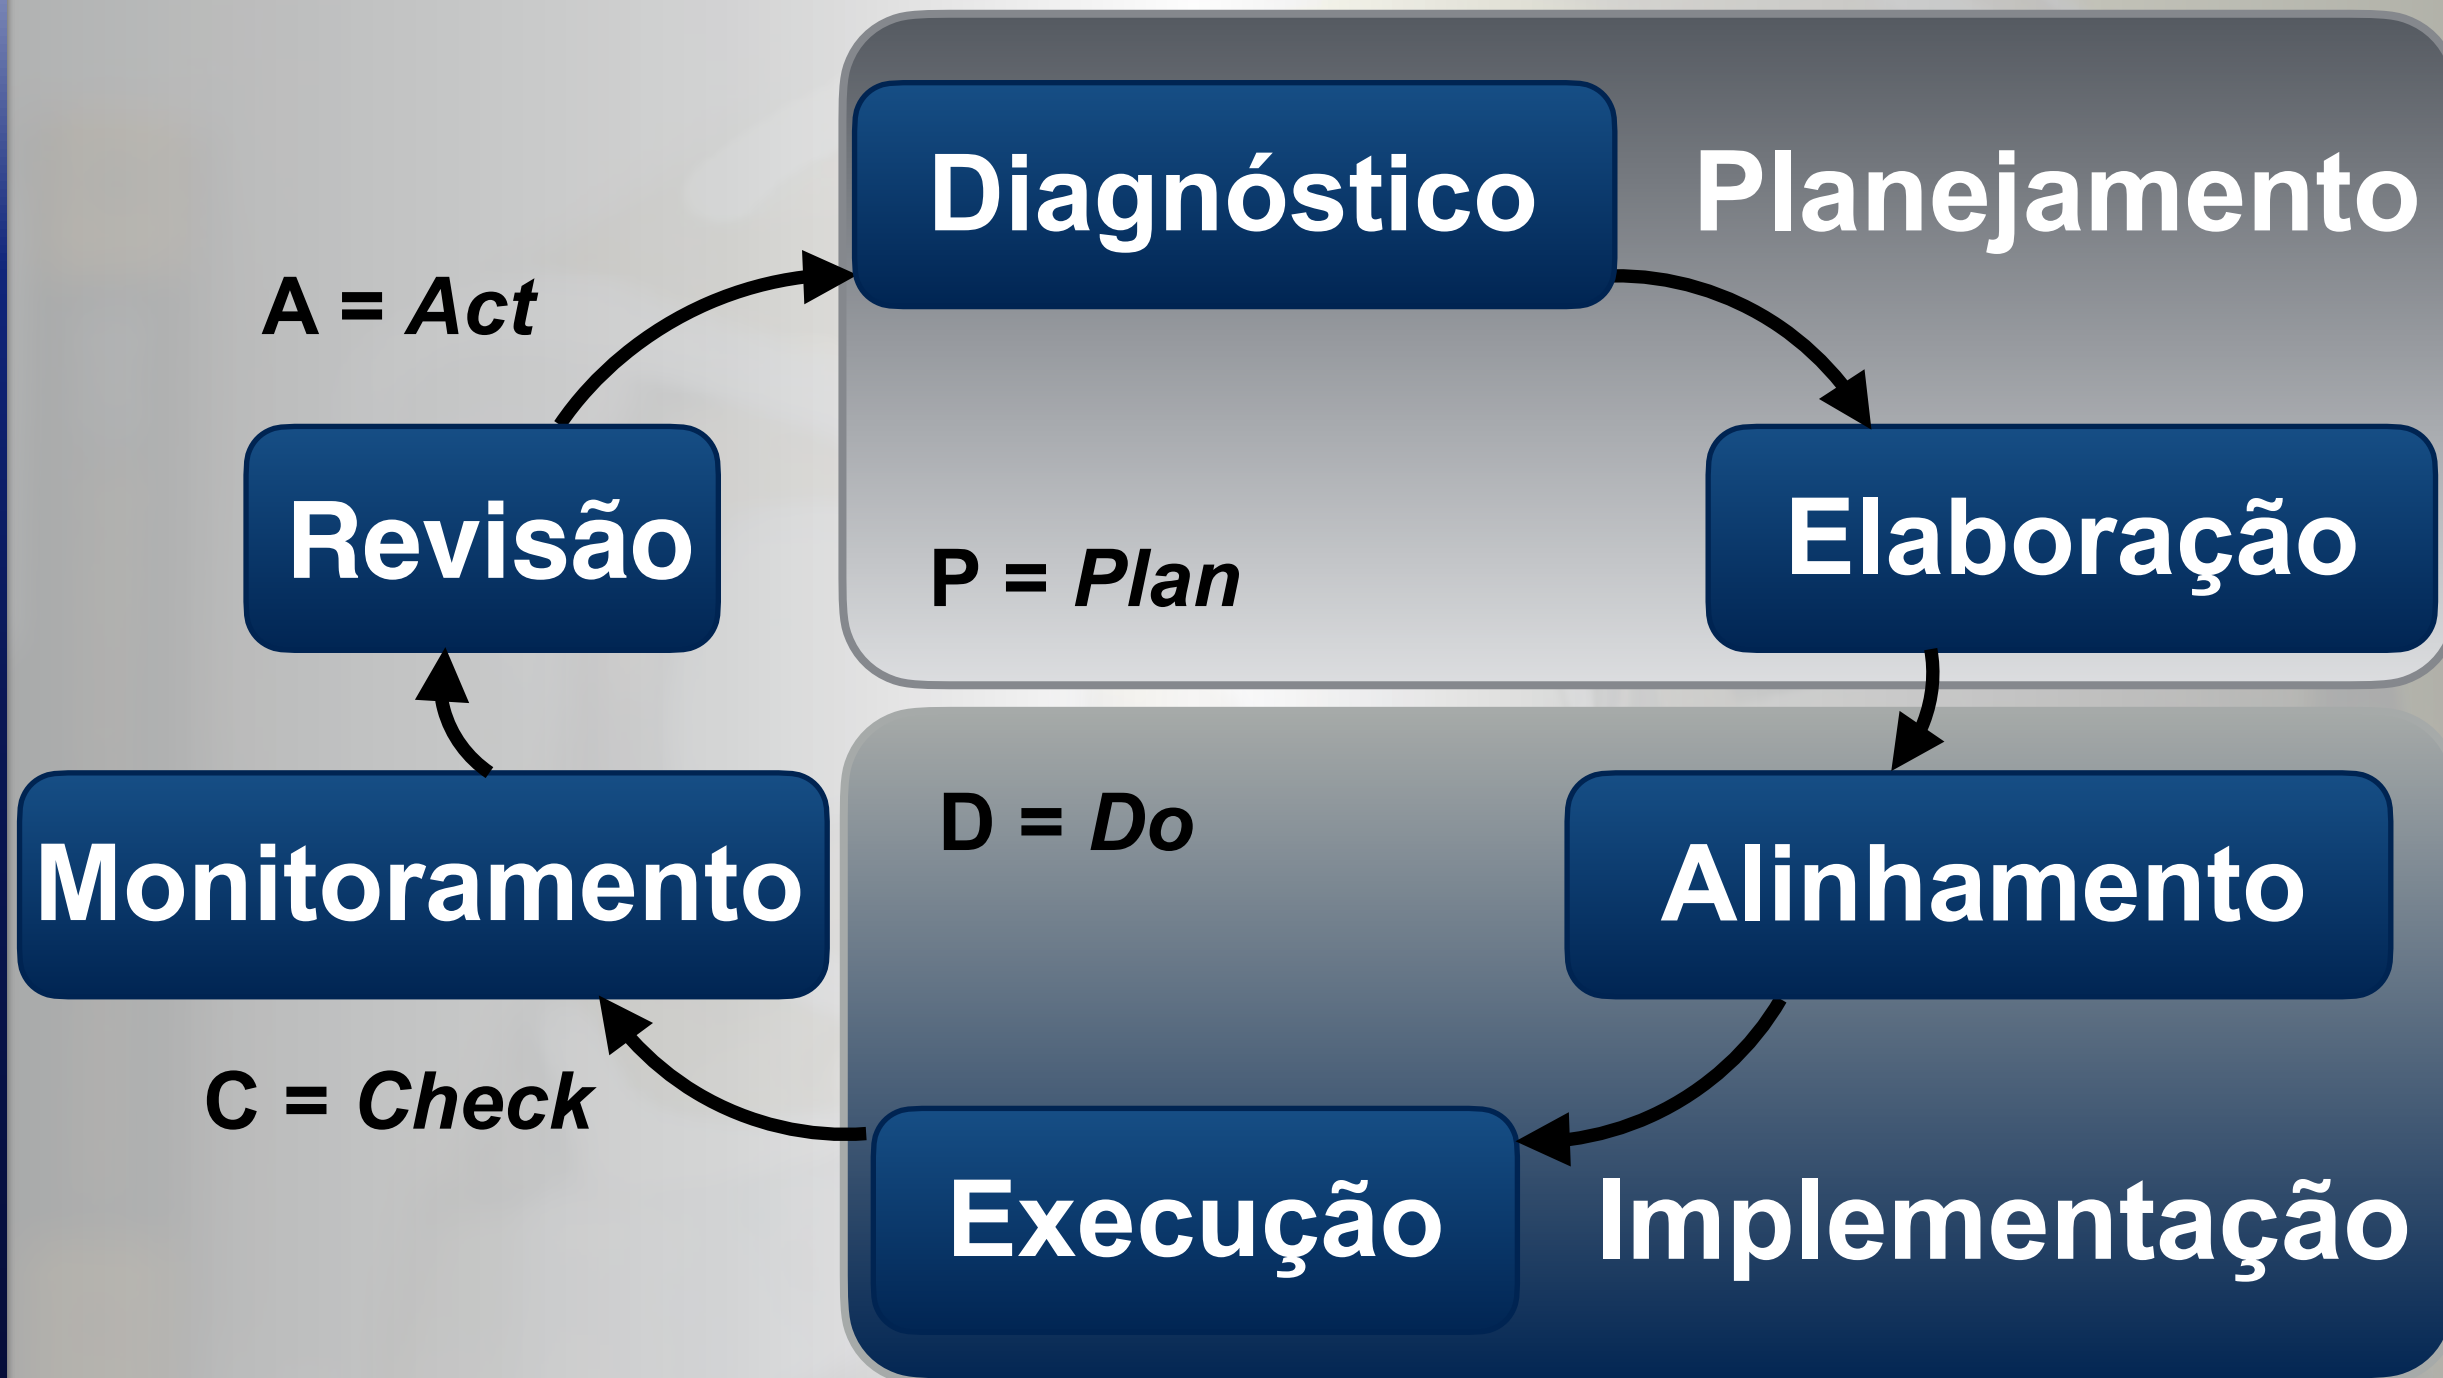 Diagnóstico
Planejamento
A = Act
Revisão
P = Plan
Elaboração
Monitoramento
D = Do
Alinhamento
C = Check
Execução
Implementação